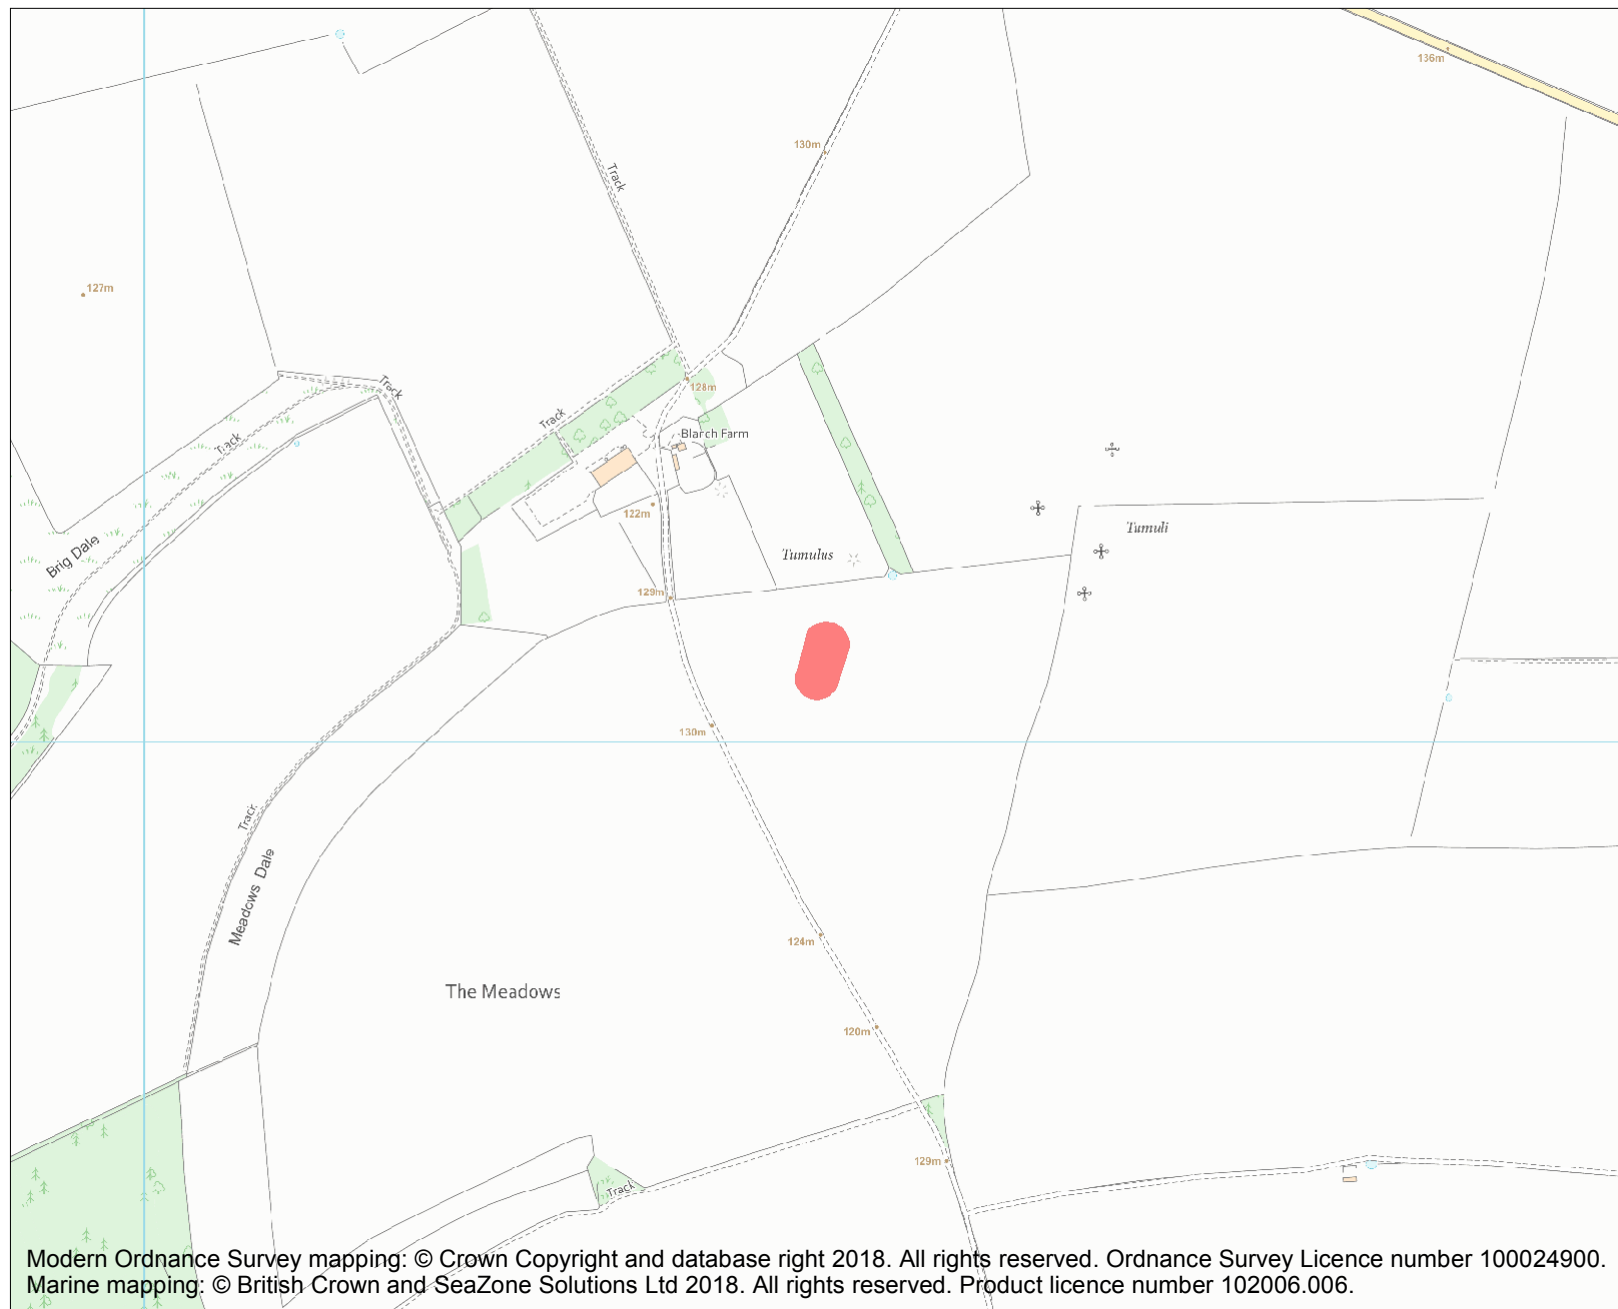 136m
130m
Track
127m
128m
Track
Track
Blarch Farm
Track
122m
Tumuli
Brig Dale
Tumulus
129m
130m
Track
Meadows Dale
124m
The Meadows
120m
129m
Track
Modern Ordnance Survey mapping: © Crown Copyright and database right 2018. All rights reserved. Ordnance Survey Licence number 100024900.
Marine mapping: © British Crown and SeaZone Solutions Ltd 2018. All rights reserved. Product licence number 102006.006.